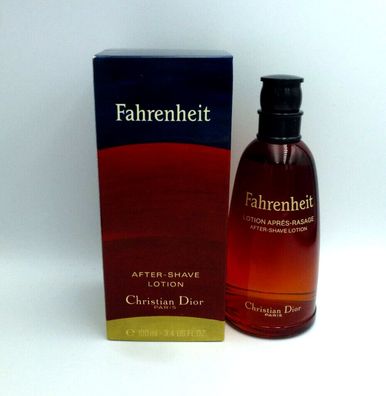 Fahrenheit
AFTER-SHAVE
LOTION
Christian Dior
PARIS
℮ 100 ml - 3.4 US FL.OZ.
Fahrenheit
LOTION APRÈS-RASAGE
AFTER-SHAVE LOTION
Christian Dior
PARIS